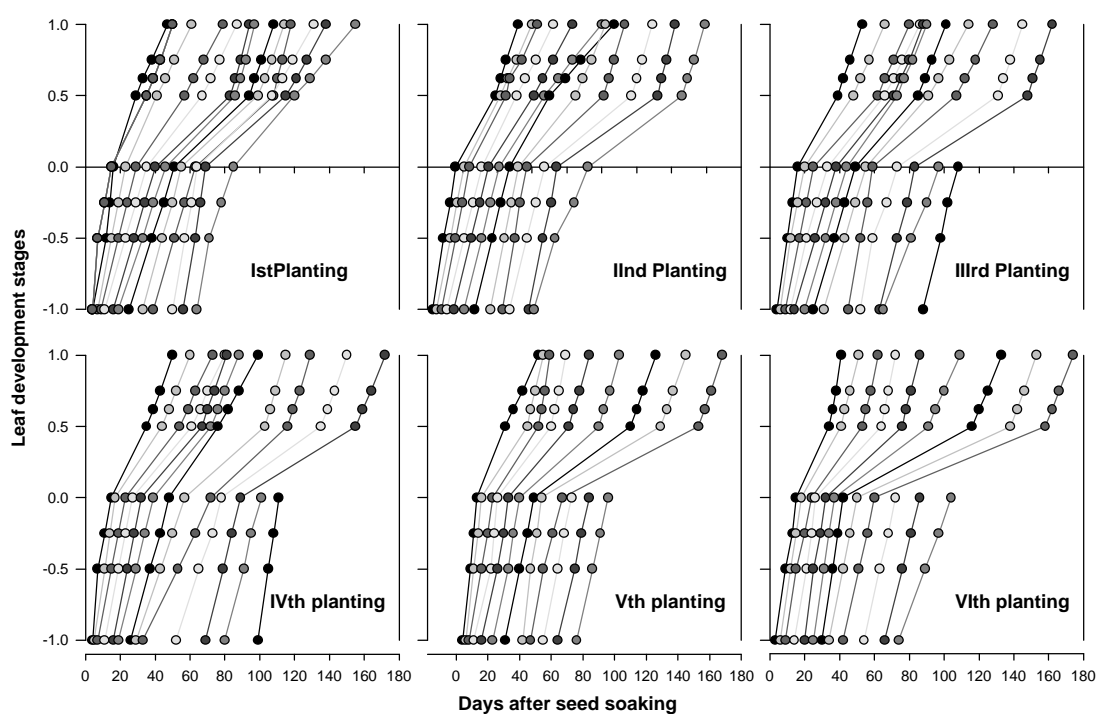 1.0
0.5
0.0
-0.5
-1.0
IstPlanting
IInd Planting
IIIrd Planting
Leaf development stages
1.0
0.5
0.0
-0.5
-1.0
IVth planting
Vth planting
VIth planting
0 20 40 60 80 100 120 140 160 180
0 20 40 60 80 100 120 140 160 180
0 20 40 60 80 100 120 140 160 180
Days after seed soaking